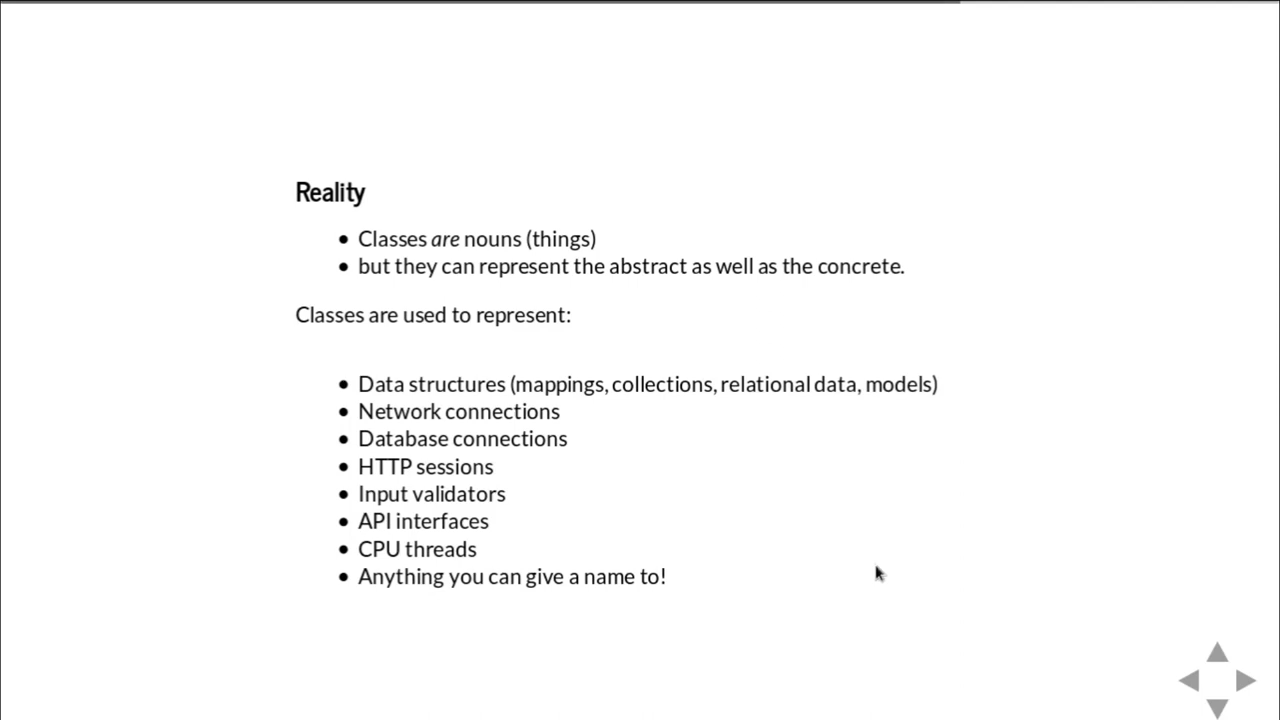 Reality
• Classes are nouns (things)
• but they can represent the abstract as well as the concrete.
Classes are used to represent:
• Data structures (mappings, collections, relational data, models)
• Network connections
• Database connections
• HTTP sessions
• Input validators
• API interfaces
• CPU threads
• Anything you can give a name to!